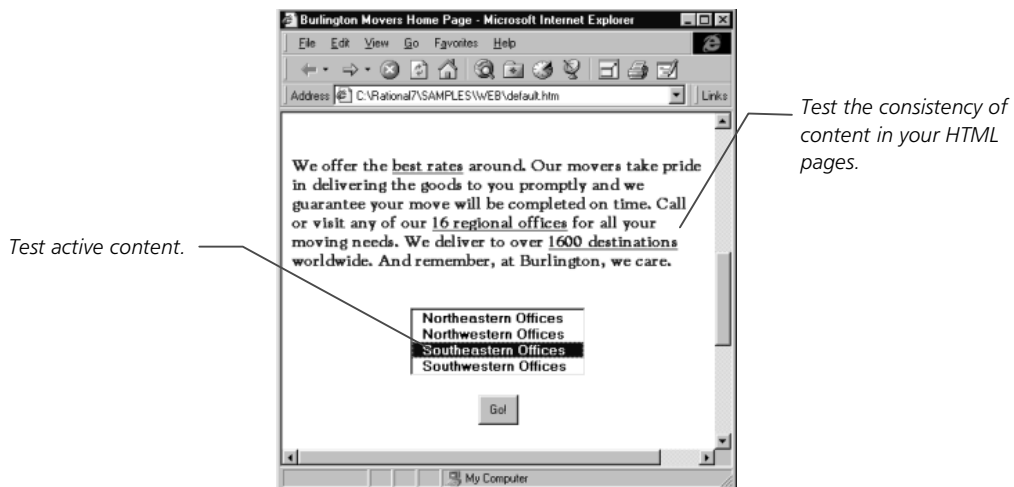 Burlington Movers Home Page - Microsoft Internet Explorer
File Edit View Go Favorites Help
Address C:\Rational7\SAMPLES\WEB\default.htm Links
Test the consistency of
content in your HTML
pages.
We offer the best rates around. Our movers take pride
in delivering the goods to you promptly and we
guarantee your move will be completed on time. Call
or visit any of our 16 regional offices for all your
moving needs. We deliver to over 1600 destinations
worldwide. And remember, at Burlington, we care.
Test active content.
Northeastern Offices
Northwestern Offices
Southeastern Offices
Southwestern Offices
Go!
My Computer